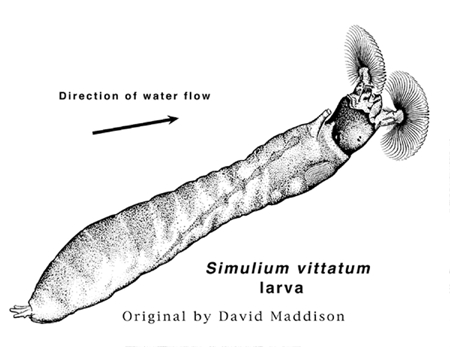 Direction of water flow
Simulium vittatum
larva
Original by David Maddison